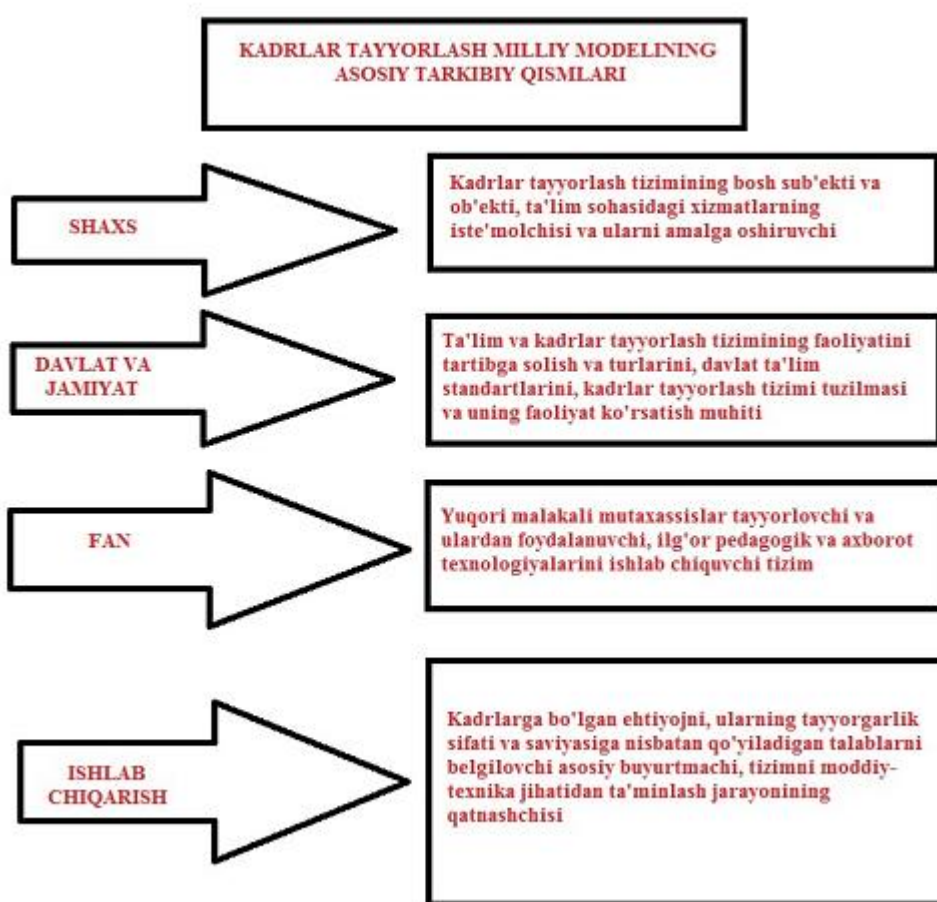 KADRLAR TAYYORLASH MILLIY MODELINING
ASOSIY TARKIBIY QISMLARI
SHAXS
Kadrlar tayyorlash tizimining bosh sub'ekti va
ob'ekti, ta'lim sohasidagi xizmatlarning
iste'molchisi va ularni amalga oshiruvchi
DAVLAT VA
JAMIYAT
Ta'lim va kadrlar tayyorlash tizimining faoliyatini
tartibga solish va turlarini, davlat ta'lim
standartlarini, kadrlar tayyorlash tizimi tuzilmasi
va uning faoliyat ko'rsatish muhiti
FAN
Yuqori malakali mutaxassislar tayyorlovchi va
ulardan foydalanuvchi, ilg'or pedagogik va axborot
texnologiyalarini ishlab chiquvchi tizim
ISHLAB
CHIQARISH
Kadrlarga bo'lgan ehtiyojni, ularning tayyorgarlik
sifati va saviyasiga nisbatan qo'yiladigan talablarni
belgilovchi asosiy buyurtmachi, tizimni moddiy-
texnika jihatidan ta'minlash jarayonining
qatnashchisi